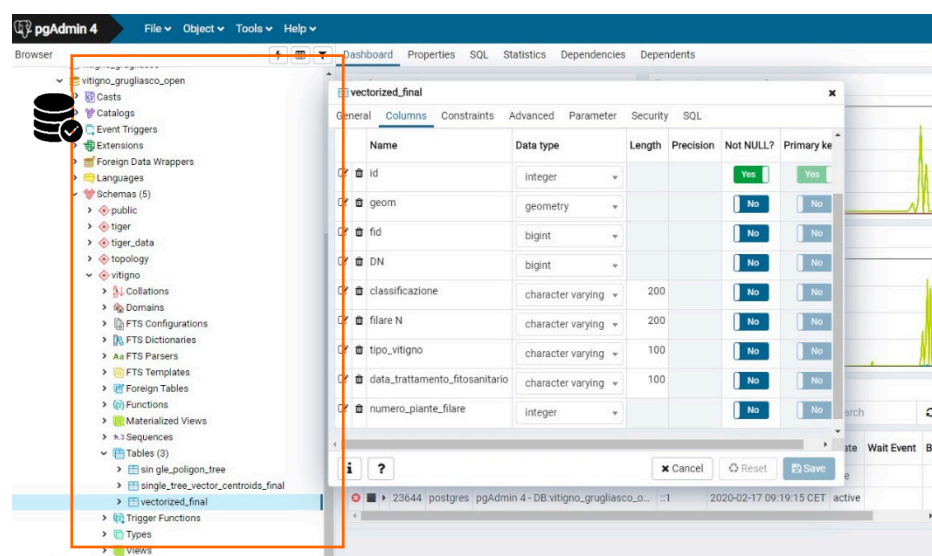 pgAdmin 4 File Object Tools Help
Browser Dashboard Properties SQL Statistics Dependencies Dependents
vitigno_grugliasco_open
Casts
Catalogs
Event Triggers
Extensions
Foreign Data Wrappers
Languages
Schemas (5)
public
tiger
tiger_data
topology
vitigno
Collations
Domains
FTS Configurations
FTS Dictionaries
Aa FTS Parsers
FTS Templates
Foreign Tables
Functions
Materialized Views
1..3 Sequences
Tables (3)
sin gle_poligon_tree
single_tree_vector_centroids_final
vectorized_final
Trigger Functions
Types
Views
vectorized_final
General Columns Constraints Advanced Parameter Security SQL
Name Data type Length Precision Not NULL? Primary ke
id integer Yes Yes
geom geometry No No
fid bigint No No
DN bigint No No
classificazione character varying 200 No No
filare N character varying 200 No No
tipo_vitigno character varying 100 No No
data_trattamento_fitosanitario character varying 100 No No
numero_piante_filare integer No No
i ? Cancel Reset Save
arch
ate Wait Event B
23644 postgres pgAdmin 4 - DB:vitigno_grugliasco_o... ::1 2020-02-17 09:19:15 CET active